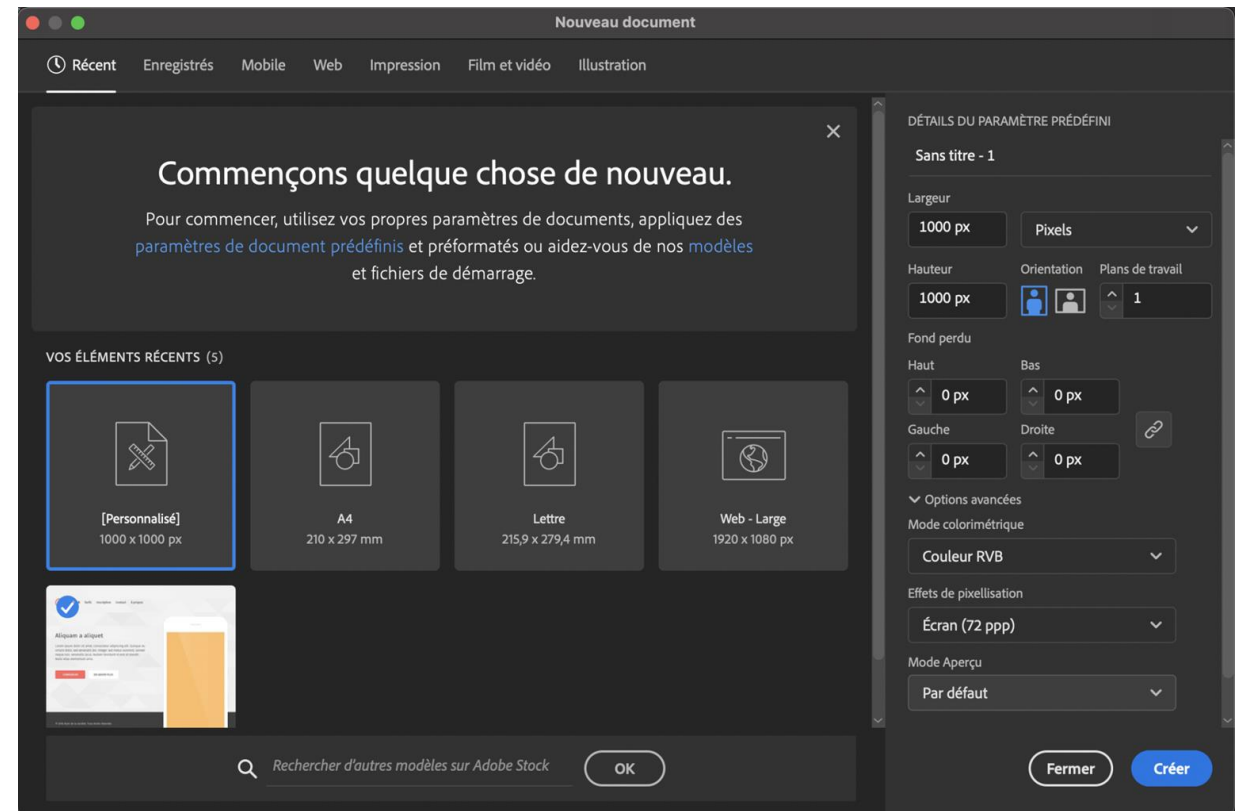 Nouveau document
Récent Enregistrés Mobile Web Impression Film et vidéo Illustration
Commençons quelque chose de nouveau.
Pour commencer, utilisez vos propres paramètres de documents, appliquez des
paramètres de document prédéfinis et préformatés ou aidez-vous de nos modèles
et fichiers de démarrage.
VOS ÉLÉMENTS RÉCENTS (5)
[Personnalisé]
1000 x 1000 px
A4
210 x 297 mm
Lettre
215,9 x 279,4 mm
Web - Large
1920 x 1080 px
Aliquam a aliquet
Rechercher d'autres modèles sur Adobe Stock
OK
DÉTAILS DU PARAMÈTRE PRÉDÉFINI
Sans titre - 1
Largeur
1000 px Pixels
Hauteur Orientation Plans de travail
1000 px 1
Fond perdu
Haut Bas
0 px 0 px
Gauche Droite
0 px 0 px
Options avancées
Mode colorimétrique
Couleur RVB
Effets de pixellisation
Écran (72 ppp)
Mode Aperçu
Par défaut
Fermer Créer